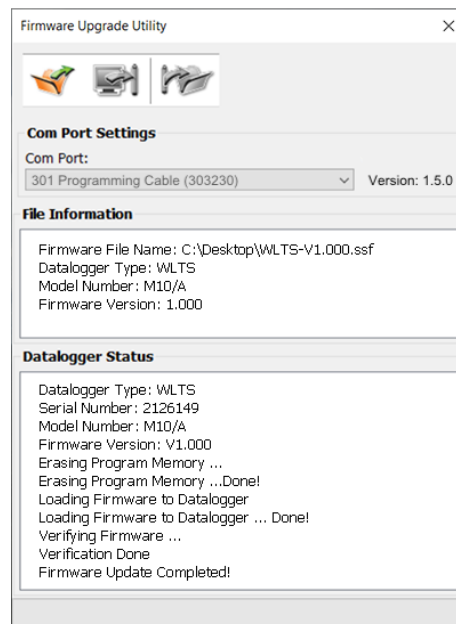 Firmware Upgrade Utility
Com Port Settings
Com Port:
301 Programming Cable (303230)
Version: 1.5.0
File Information
Firmware File Name: C:\Desktop\WLTS-V1.000.ssf
Datalogger Type: WLTS
Model Number: M10/A
Firmware Version: 1.000
Datalogger Status
Datalogger Type: WLTS
Serial Number: 2126149
Model Number: M10/A
Firmware Version: V1.000
Erasing Program Memory ...
Erasing Program Memory ...Done!
Loading Firmware to Datalogger
Loading Firmware to Datalogger ... Done!
Verifying Firmware ...
Verification Done
Firmware Update Completed!